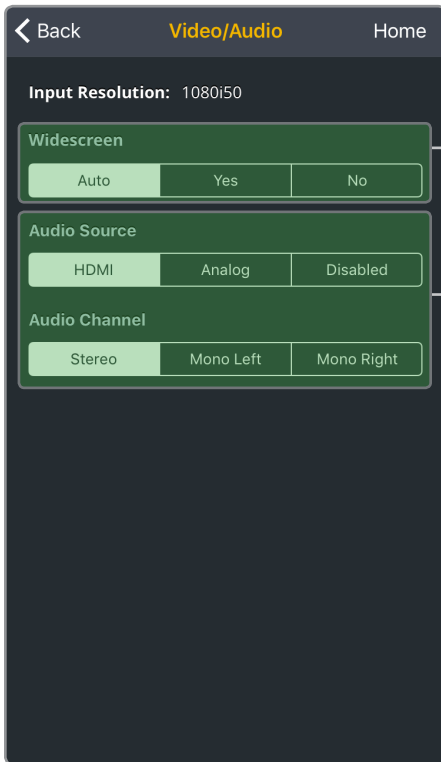 Back Video/Audio Home
Input Resolution: 1080i50
Widescreen
Auto Yes No
Audio Source
HDMI Analog Disabled
Audio Channel
Stereo Mono Left Mono Right